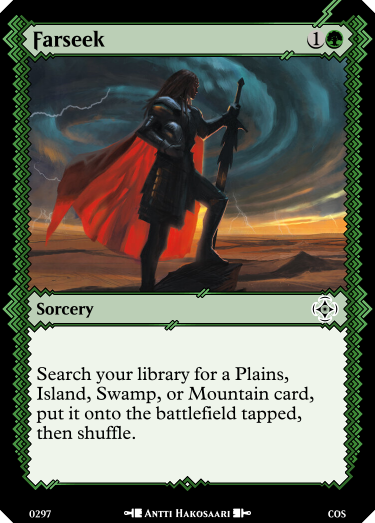 Farseek 1
Sorcery
Search your library for a Plains,
Island, Swamp, or Mountain card,
put it onto the battlefield tapped,
then shuffle.
0297 Antti Hakosaari COS